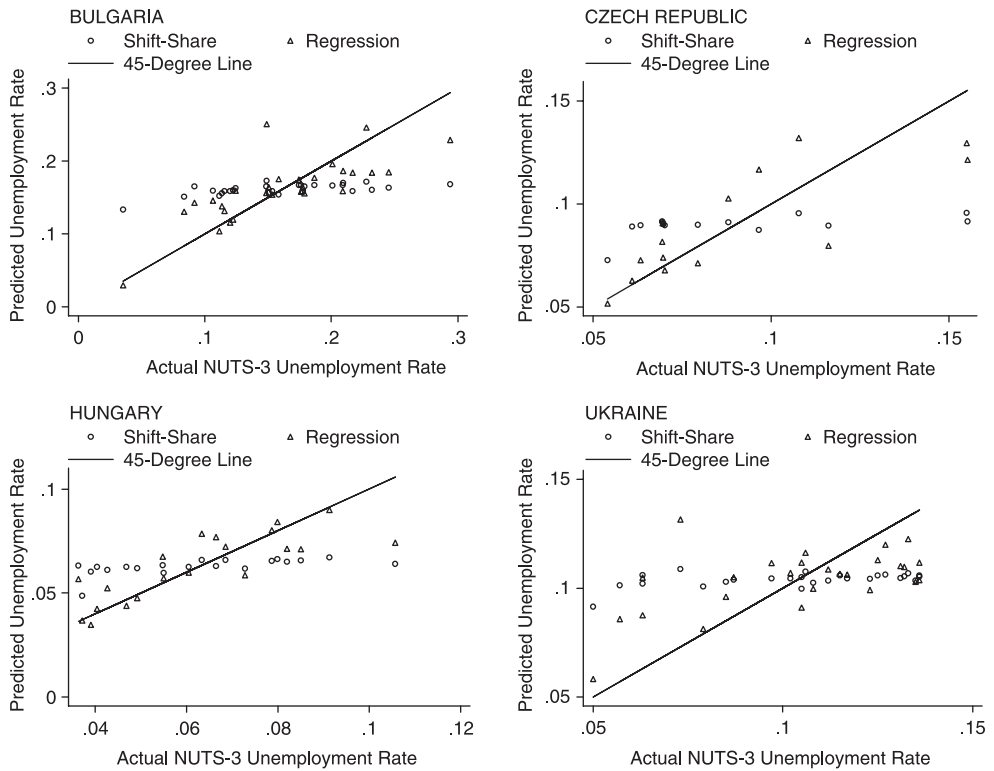 BULGARIA
Shift-Share
Regression
45-Degree Line
Predicted Unemployment Rate
.3
.2
.1
0
0
.1
.2
.3
Actual NUTS-3 Unemployment Rate
CZECH REPUBLIC
Shift-Share
Regression
45-Degree Line
Predicted Unemployment Rate
.15
.1
.05
.05
.1
.15
Actual NUTS-3 Unemployment Rate
HUNGARY
Shift-Share
Regression
45-Degree Line
Predicted Unemployment Rate
.1
.05
0
.04
.06
.08
.1
0.12
Actual NUTS-3 Unemployment Rate
UKRAINE
Shift-Share
Regression
45-Degree Line
Predicted Unemployment Rate
.15
.1
.05
.05
.1
.15
Actual NUTS-3 Unemployment Rate